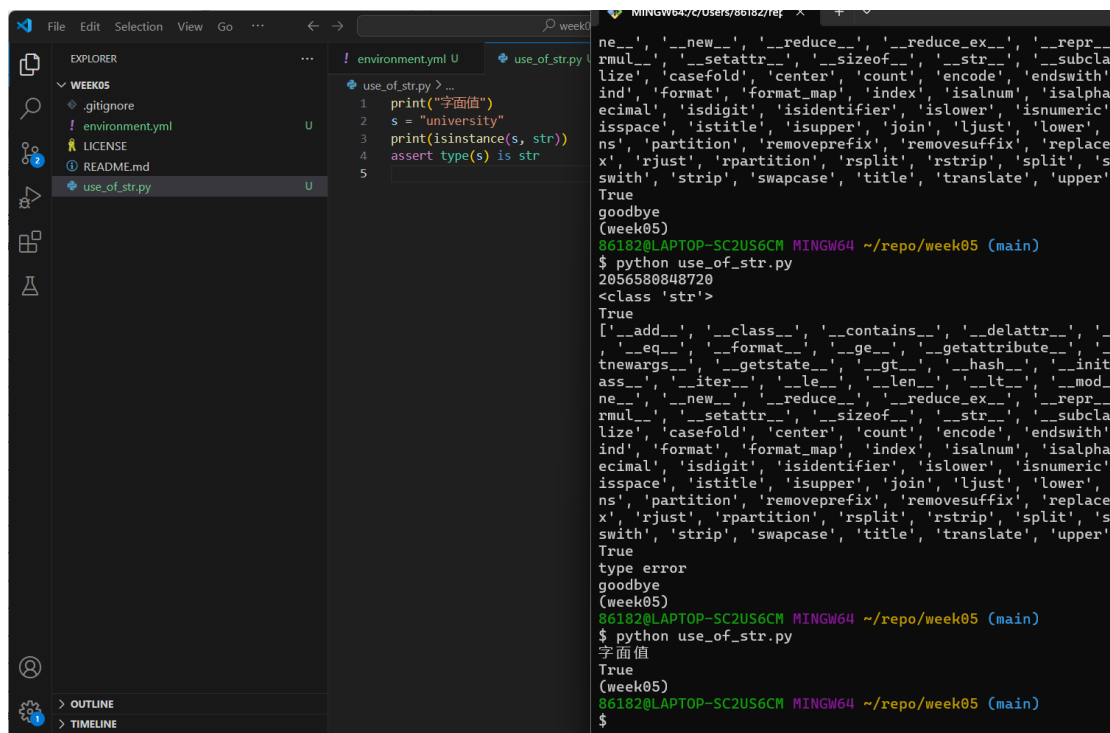 File Edit Selection View Go ··· week0
EXPLORER ···
WEEK05
.gitignore
! environment.yml U
LICENSE
README.md
use_of_str.py U
OUTLINE
TIMELINE
2
1
! environment.yml U use_of_str.py U
use_of_str.py > ...
1 print("字面值")
2 s = "university"
3 print(isinstance(s, str))
4 assert type(s) is str
5
MINGW64:/c/Users/86182/rep
ne__', '__new__', '__reduce__', '__reduce_ex__', '__repr__
rmul__', '__setattr__', '__sizeof__', '__str__', '__subcla
lize', 'casefold', 'center', 'count', 'encode', 'endswith'
ind', 'format', 'format_map', 'index', 'isalnum', 'isalpha
ecimal', 'isdigit', 'isidentifier', 'islower', 'isnumeric'
isspace', 'istitle', 'isupper', 'join', 'ljust', 'lower',
ns', 'partition', 'removeprefix', 'removesuffix', 'replace
x', 'rjust', 'rpartition', 'rsplit', 'rstrip', 'split', 's
swith', 'strip', 'swapcase', 'title', 'translate', 'upper'
True
goodbye
(week05)
86182@LAPTOP-SC2US6CM MINGW64 ~/repo/week05 (main)
$ python use_of_str.py
2056580848720
<class 'str'>
True
['__add__', '__class__', '__contains__', '__delattr__', '_
, '__eq__', '__format__', '__ge__', '__getattribute__', '_
tnewargs__', '__getstate__', '__gt__', '__hash__', '__init
ass__', '__iter__', '__le__', '__len__', '__lt__', '__mod_
ne__', '__new__', '__reduce__', '__reduce_ex__', '__repr__
rmul__', '__setattr__', '__sizeof__', '__str__', '__subcla
lize', 'casefold', 'center', 'count', 'encode', 'endswith'
ind', 'format', 'format_map', 'index', 'isalnum', 'isalpha
ecimal', 'isdigit', 'isidentifier', 'islower', 'isnumeric'
isspace', 'istitle', 'isupper', 'join', 'ljust', 'lower',
ns', 'partition', 'removeprefix', 'removesuffix', 'replace
x', 'rjust', 'rpartition', 'rsplit', 'rstrip', 'split', 's
swith', 'strip', 'swapcase', 'title', 'translate', 'upper'
True
type error
goodbye
(week05)
86182@LAPTOP-SC2US6CM MINGW64 ~/repo/week05 (main)
$ python use_of_str.py
字面值
True
(week05)
86182@LAPTOP-SC2US6CM MINGW64 ~/repo/week05 (main)
$